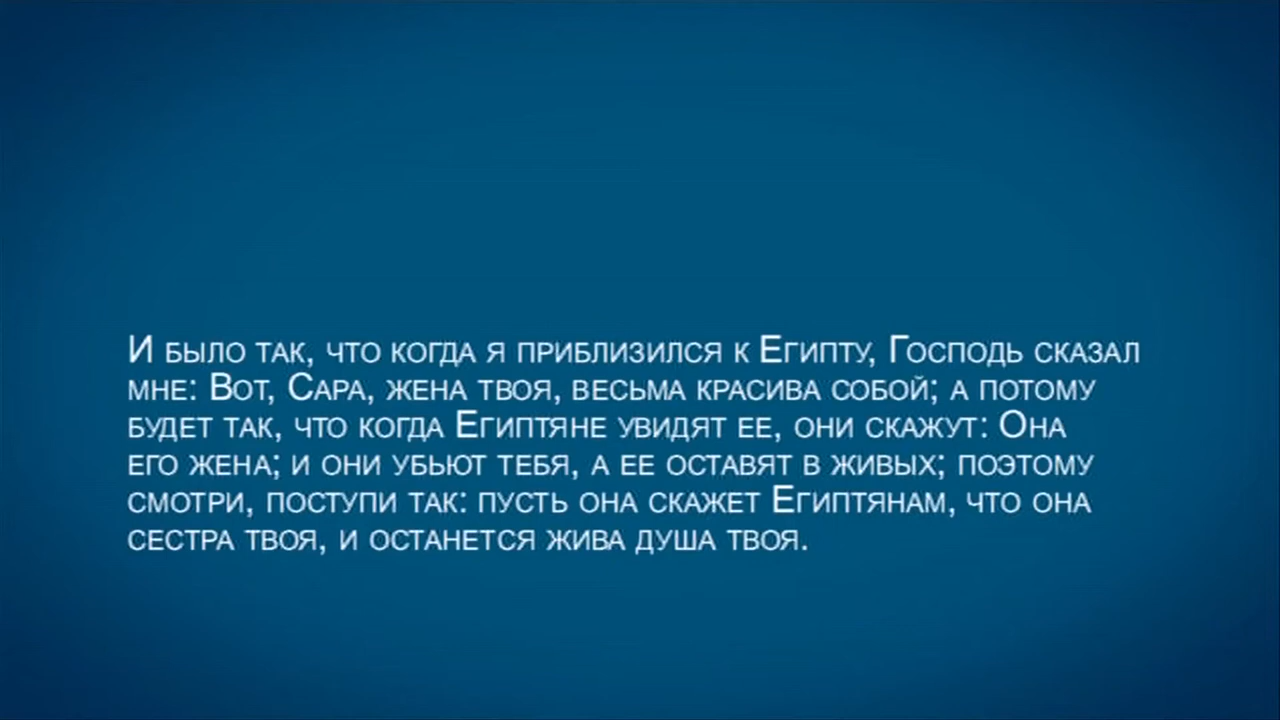 И было так, что когда я приблизился к Египту, Господь сказал
мне: Вот, Сара, жена твоя, весьма красива собой; а потому
будет так, что когда Египтяне увидят ее, они скажут: Она
его жена; и они убьют тебя, а ее оставят в живых; поэтому
смотри, поступи так: пусть она скажет Египтянам, что она
сестра твоя, и останется жива душа твоя.